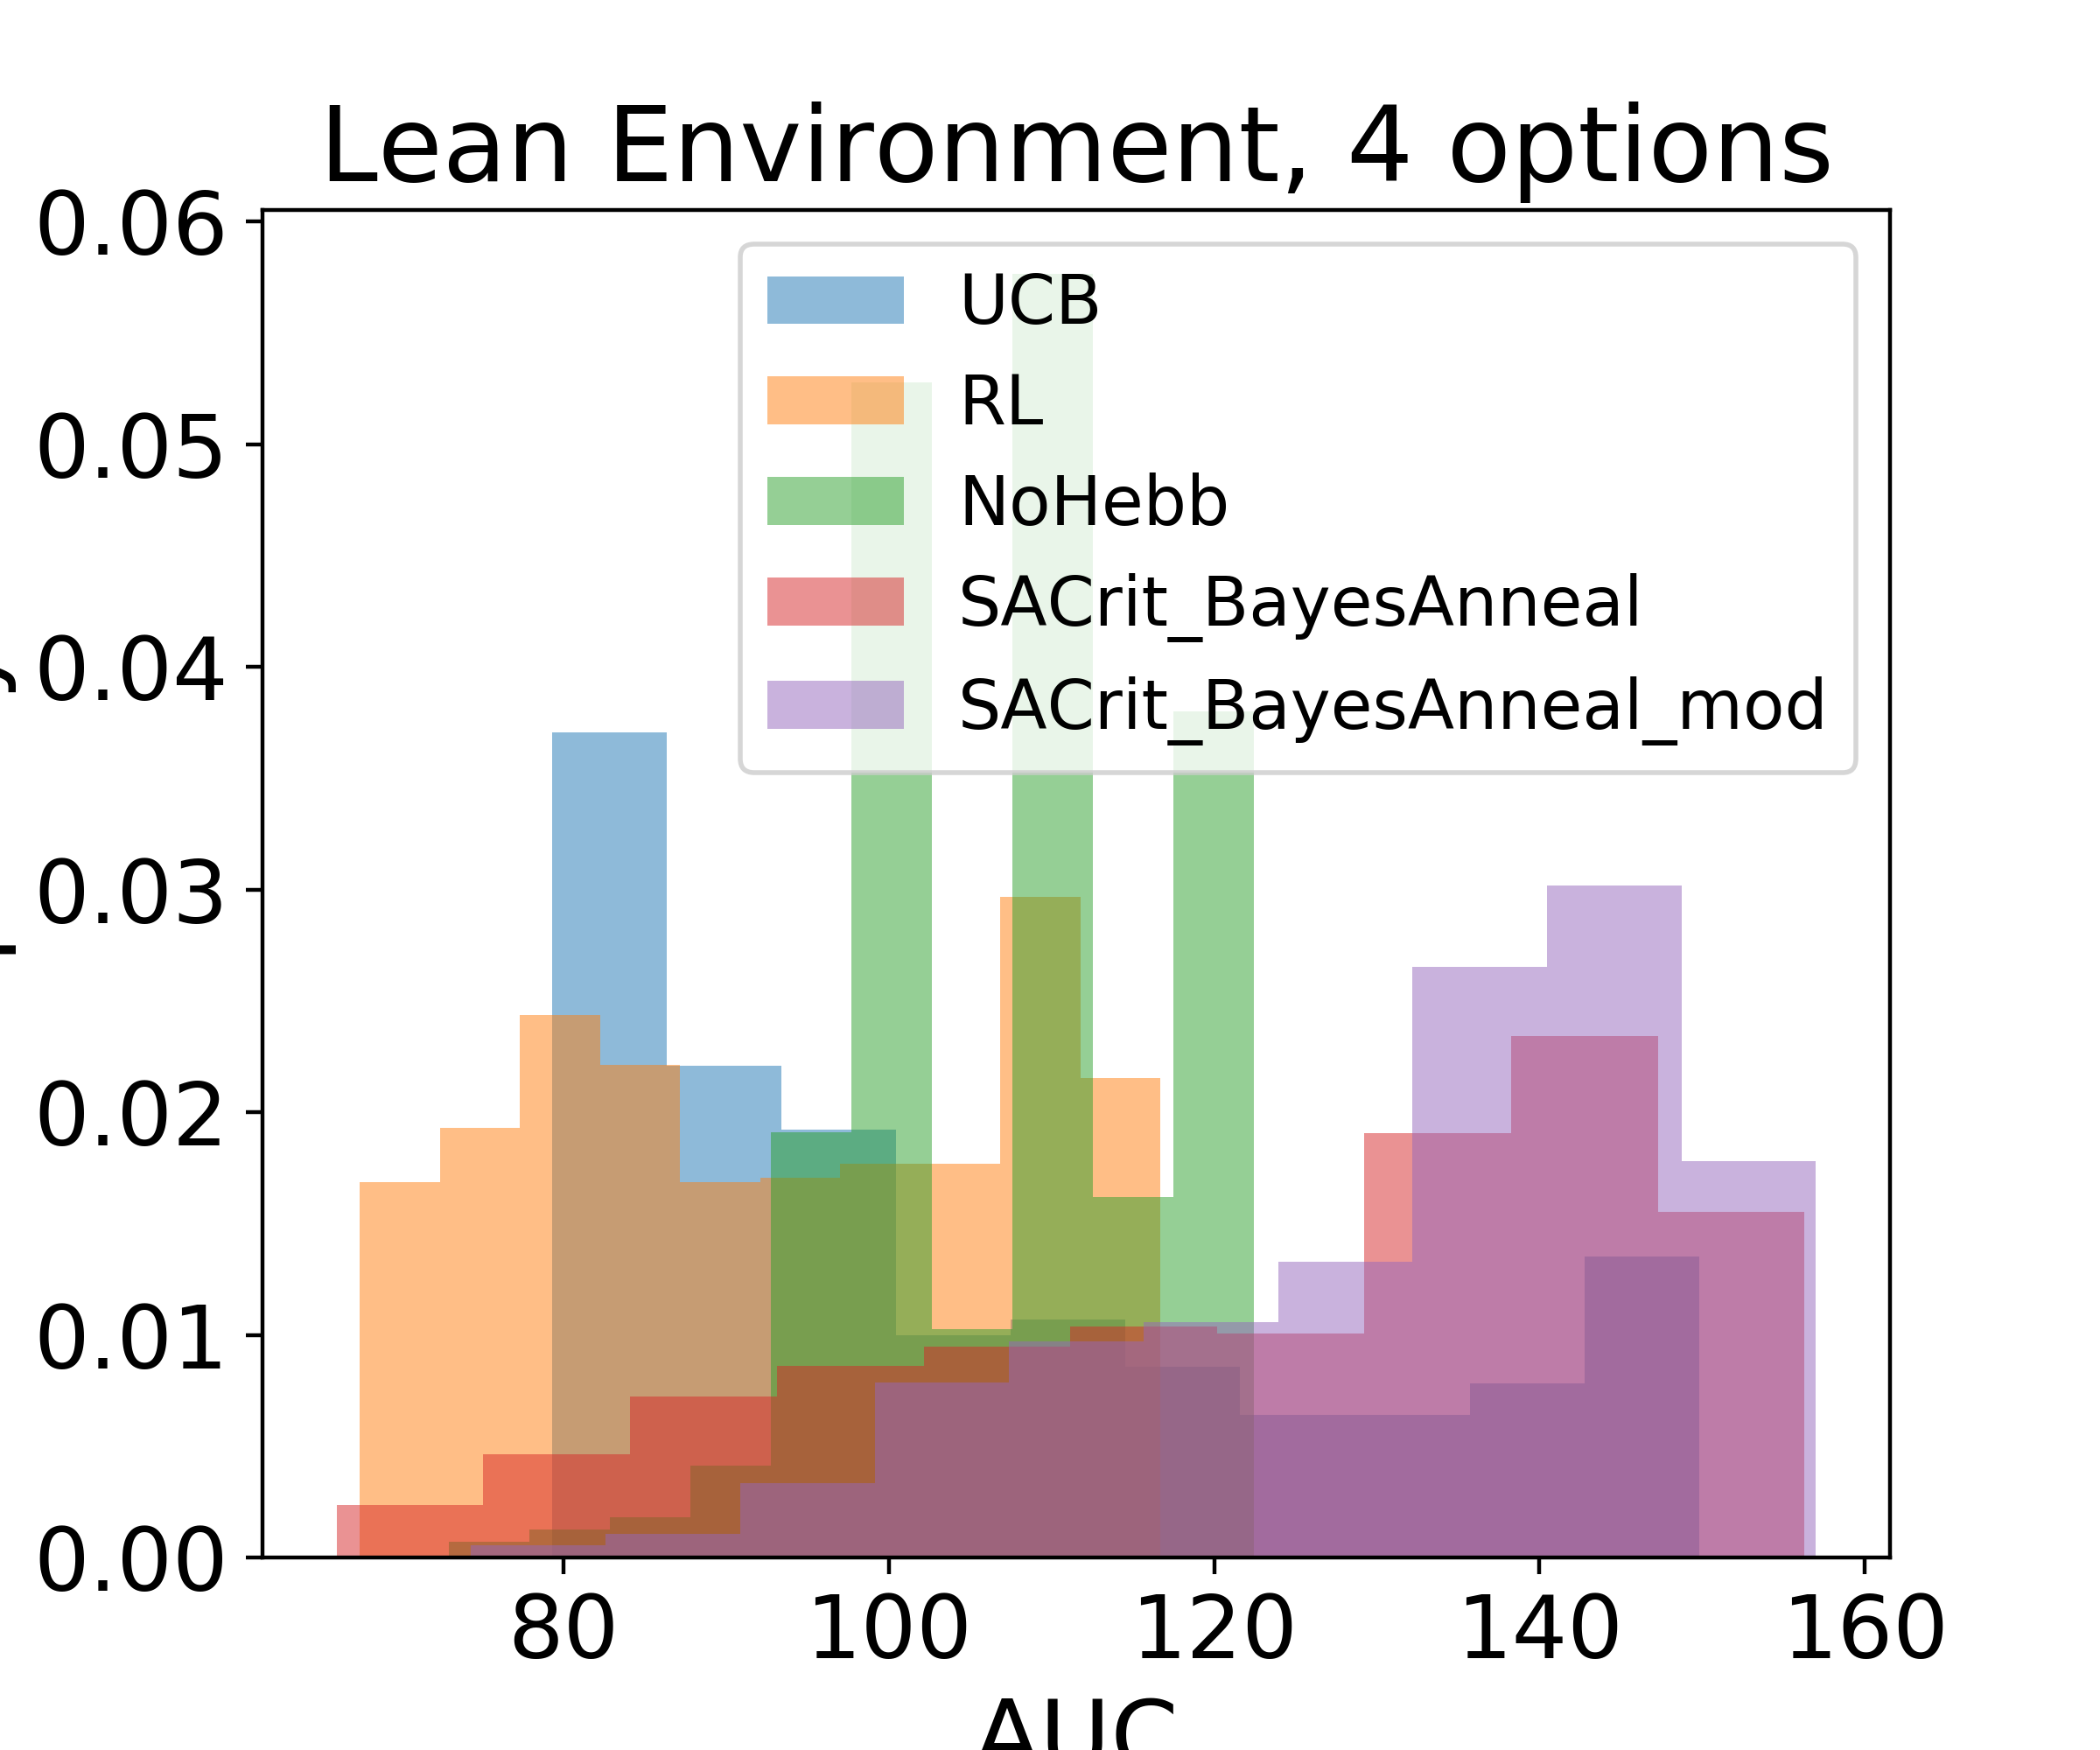 Lean Environment, 4 options
0.06
0.05
0.04
0.03
0.02
0.01
0.00
UCB
RL
NoHebb
SACrit_BayesAnneal
SACrit_BayesAnneal_mod
80 100 120 140 160
AUC